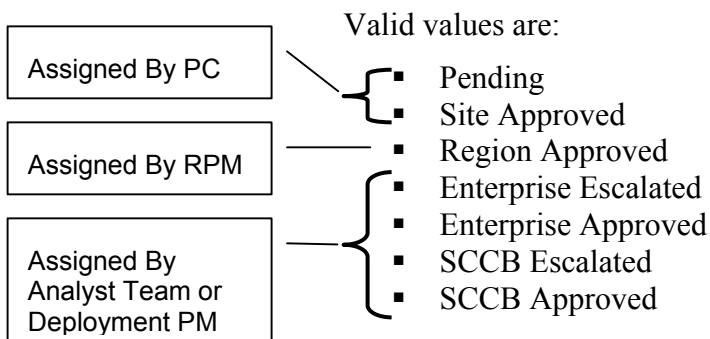 Valid values are:
Assigned By PC
▪ Pending
▪ Site Approved
Assigned By RPM
▪ Region Approved
▪ Enterprise Escalated
▪ Enterprise Approved
▪ SCCB Escalated
▪ SCCB Approved
Assigned By
Analyst Team or
Deployment PM